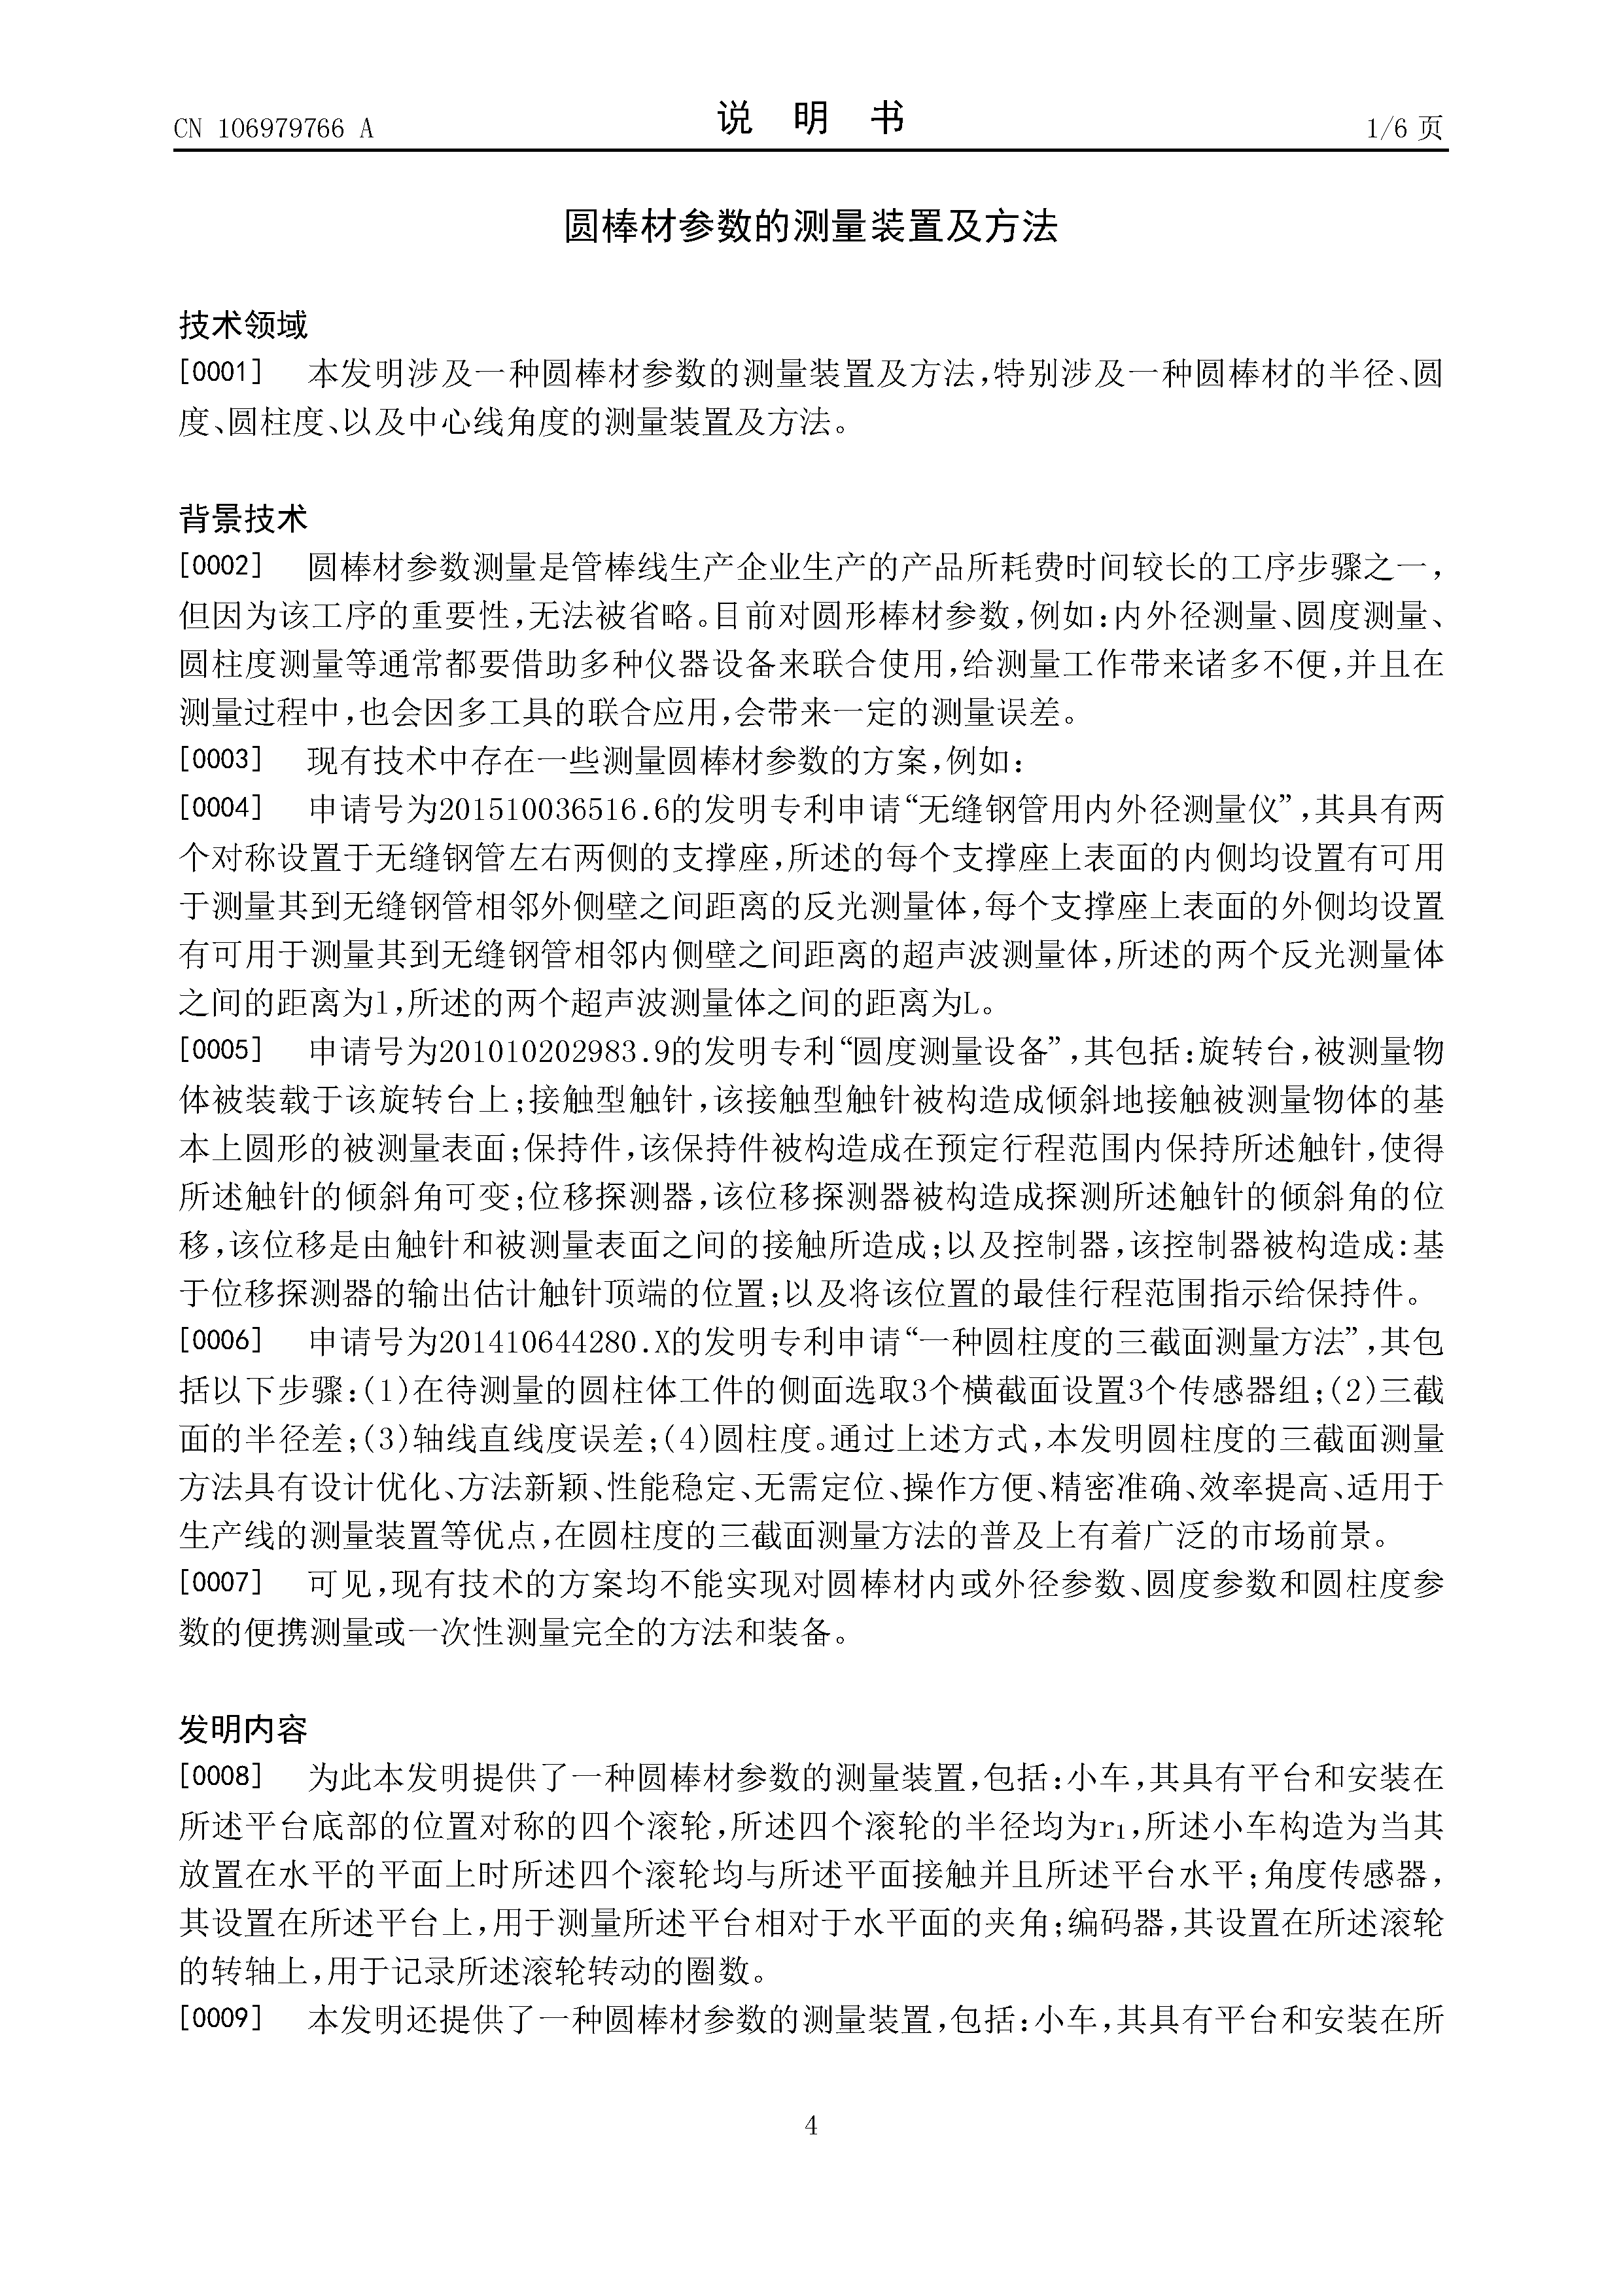 CN 106979766 A
说 明 书
1/6 页
圆棒材参数的测量装置及方法
技术领域
[0001] 本发明涉及一种圆棒材参数的测量装置及方法,特别涉及一种圆棒材的半径、圆
度、圆柱度、以及中心线角度的测量装置及方法。
背景技术
[0002] 圆棒材参数测量是管棒线生产企业生产的产品所耗费时间较长的工序步骤之一,
但因为该工序的重要性,无法被省略。目前对圆形棒材参数,例如:内外径测量、圆度测量、
圆柱度测量等通常都要借助多种仪器设备来联合使用,给测量工作带来诸多不便,并且在
测量过程中,也会因多工具的联合应用,会带来一定的测量误差。
[0003] 现有技术中存在一些测量圆棒材参数的方案,例如:
[0004] 申请号为201510036516.6的发明专利申请“无缝钢管用内外径测量仪”,其具有两
个对称设置于无缝钢管左右两侧的支撑座,所述的每个支撑座上表面的内侧均设置有可用
于测量其到无缝钢管相邻外侧壁之间距离的反光测量体,每个支撑座上表面的外侧均设置
有可用于测量其到无缝钢管相邻内侧壁之间距离的超声波测量体,所述的两个反光测量体
之间的距离为l,所述的两个超声波测量体之间的距离为L。
[0005] 申请号为201010202983.9的发明专利“圆度测量设备”,其包括:旋转台,被测量物
体被装载于该旋转台上;接触型触针,该接触型触针被构造成倾斜地接触被测量物体的基
本上圆形的被测量表面;保持件,该保持件被构造成在预定行程范围内保持所述触针,使得
所述触针的倾斜角可变;位移探测器,该位移探测器被构造成探测所述触针的倾斜角的位
移,该位移是由触针和被测量表面之间的接触所造成;以及控制器,该控制器被构造成:基
于位移探测器的输出估计触针顶端的位置;以及将该位置的最佳行程范围指示给保持件。
[0006] 申请号为201410644280.X的发明专利申请“一种圆柱度的三截面测量方法”,其包
括以下步骤:(1)在待测量的圆柱体工件的侧面选取3个横截面设置3个传感器组;(2)三截
面的半径差;(3)轴线直线度误差;(4)圆柱度。通过上述方式,本发明圆柱度的三截面测量
方法具有设计优化、方法新颖、性能稳定、无需定位、操作方便、精密准确、效率提高、适用于
生产线的测量装置等优点,在圆柱度的三截面测量方法的普及上有着广泛的市场前景。
[0007] 可见,现有技术的方案均不能实现对圆棒材内或外径参数、圆度参数和圆柱度参
数的便携测量或一次性测量完全的方法和装备。
发明内容
[0008] 为此本发明提供了一种圆棒材参数的测量装置,包括:小车,其具有平台和安装在
所述平台底部的位置对称的四个滚轮,所述四个滚轮的半径均为r₁,所述小车构造为当其
放置在水平的平面上时所述四个滚轮均与所述平面接触并且所述平台水平;角度传感器,
其设置在所述平台上,用于测量所述平台相对于水平面的夹角;编码器,其设置在所述滚轮
的转轴上,用于记录所述滚轮转动的圈数。
[0009] 本发明还提供了一种圆棒材参数的测量装置,包括:小车,其具有平台和安装在所
4